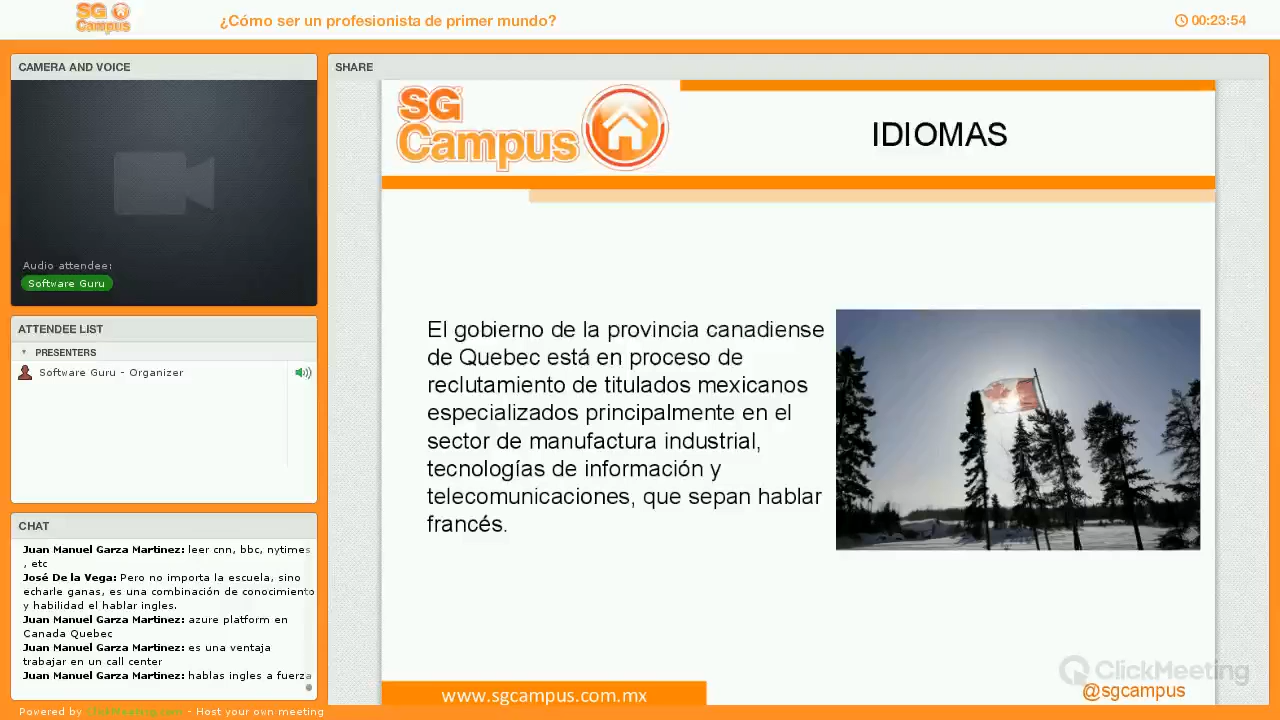 SG
Campus
¿Cómo ser un profesionista de primer mundo?
00:23:54
CAMERA AND VOICE
Audio attendee:
Software Guru
ATTENDEE LIST
PRESENTERS
Software Guru - Organizer
CHAT
Juan Manuel Garza Martinez: leer cnn, bbc, nytimes
, etc
José De la Vega: Pero no importa la escuela, sino
echarle ganas, es una combinación de conocimiento
y habilidad el hablar ingles.
Juan Manuel Garza Martinez: azure platform en
Canada Quebec
Juan Manuel Garza Martinez: es una ventaja
trabajar en un call center
Juan Manuel Garza Martinez: hablas ingles a fuerza
Powered by ClickMeeting.com - Host your own meeting
SHARE
SG
Campus
IDIOMAS
El gobierno de la provincia canadiense
de Quebec está en proceso de
reclutamiento de titulados mexicanos
especializados principalmente en el
sector de manufactura industrial,
tecnologías de información y
telecomunicaciones, que sepan hablar
francés.
ClickMeeting
www.sgcampus.com.mx
@sgcampus